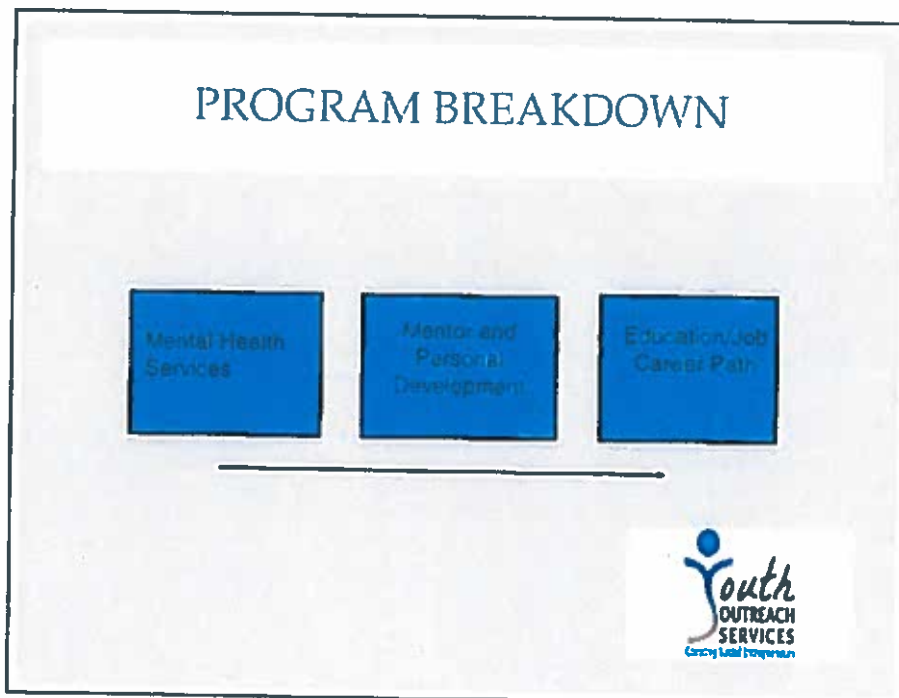 PROGRAM BREAKDOWN
Mental Health
Services
Mentor and
Personal
Development
Education/Job
Career Path
Youth
OUTREACH
SERVICES